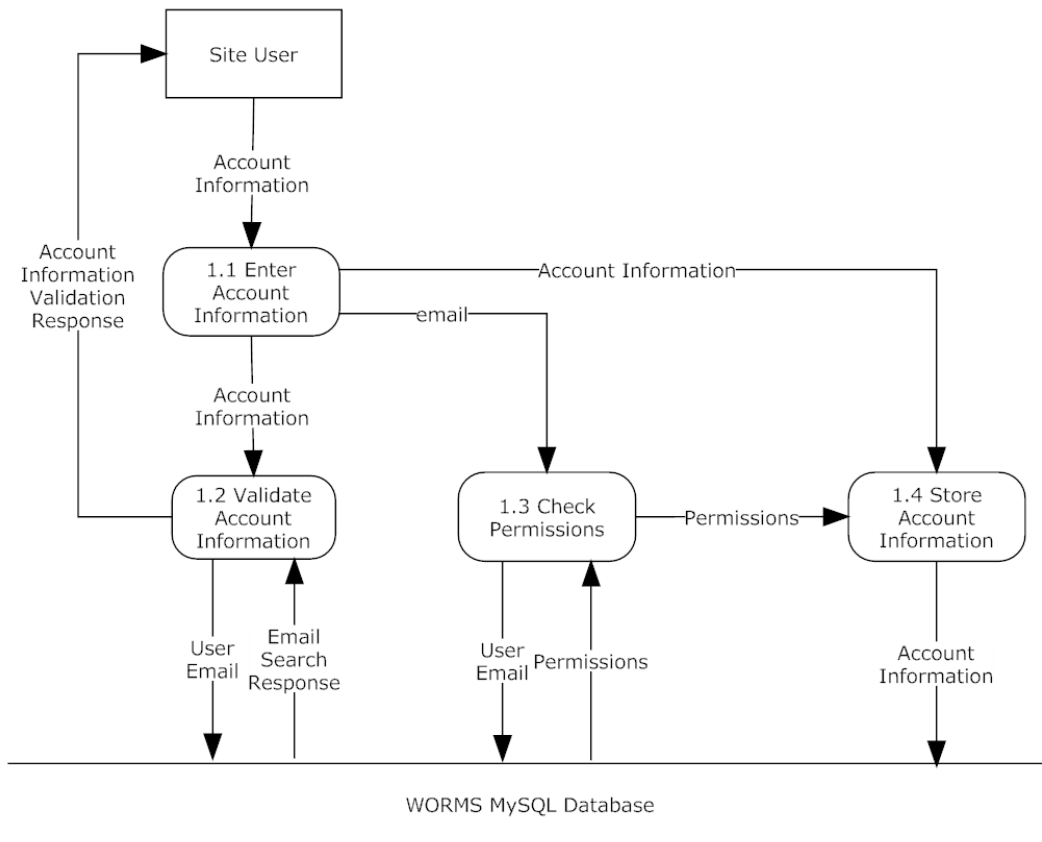 Site User
Account
Information
Account
Information
Validation
Response
1.1 Enter
Account
Information
Account Information
email
Account
Information
1.2 Validate
Account
Information
1.3 Check
Permissions
Permissions
1.4 Store
Account
Information
User
Email
Email
Search
Response
User
Email
Permissions
Account
Information
WORMS MySQL Database